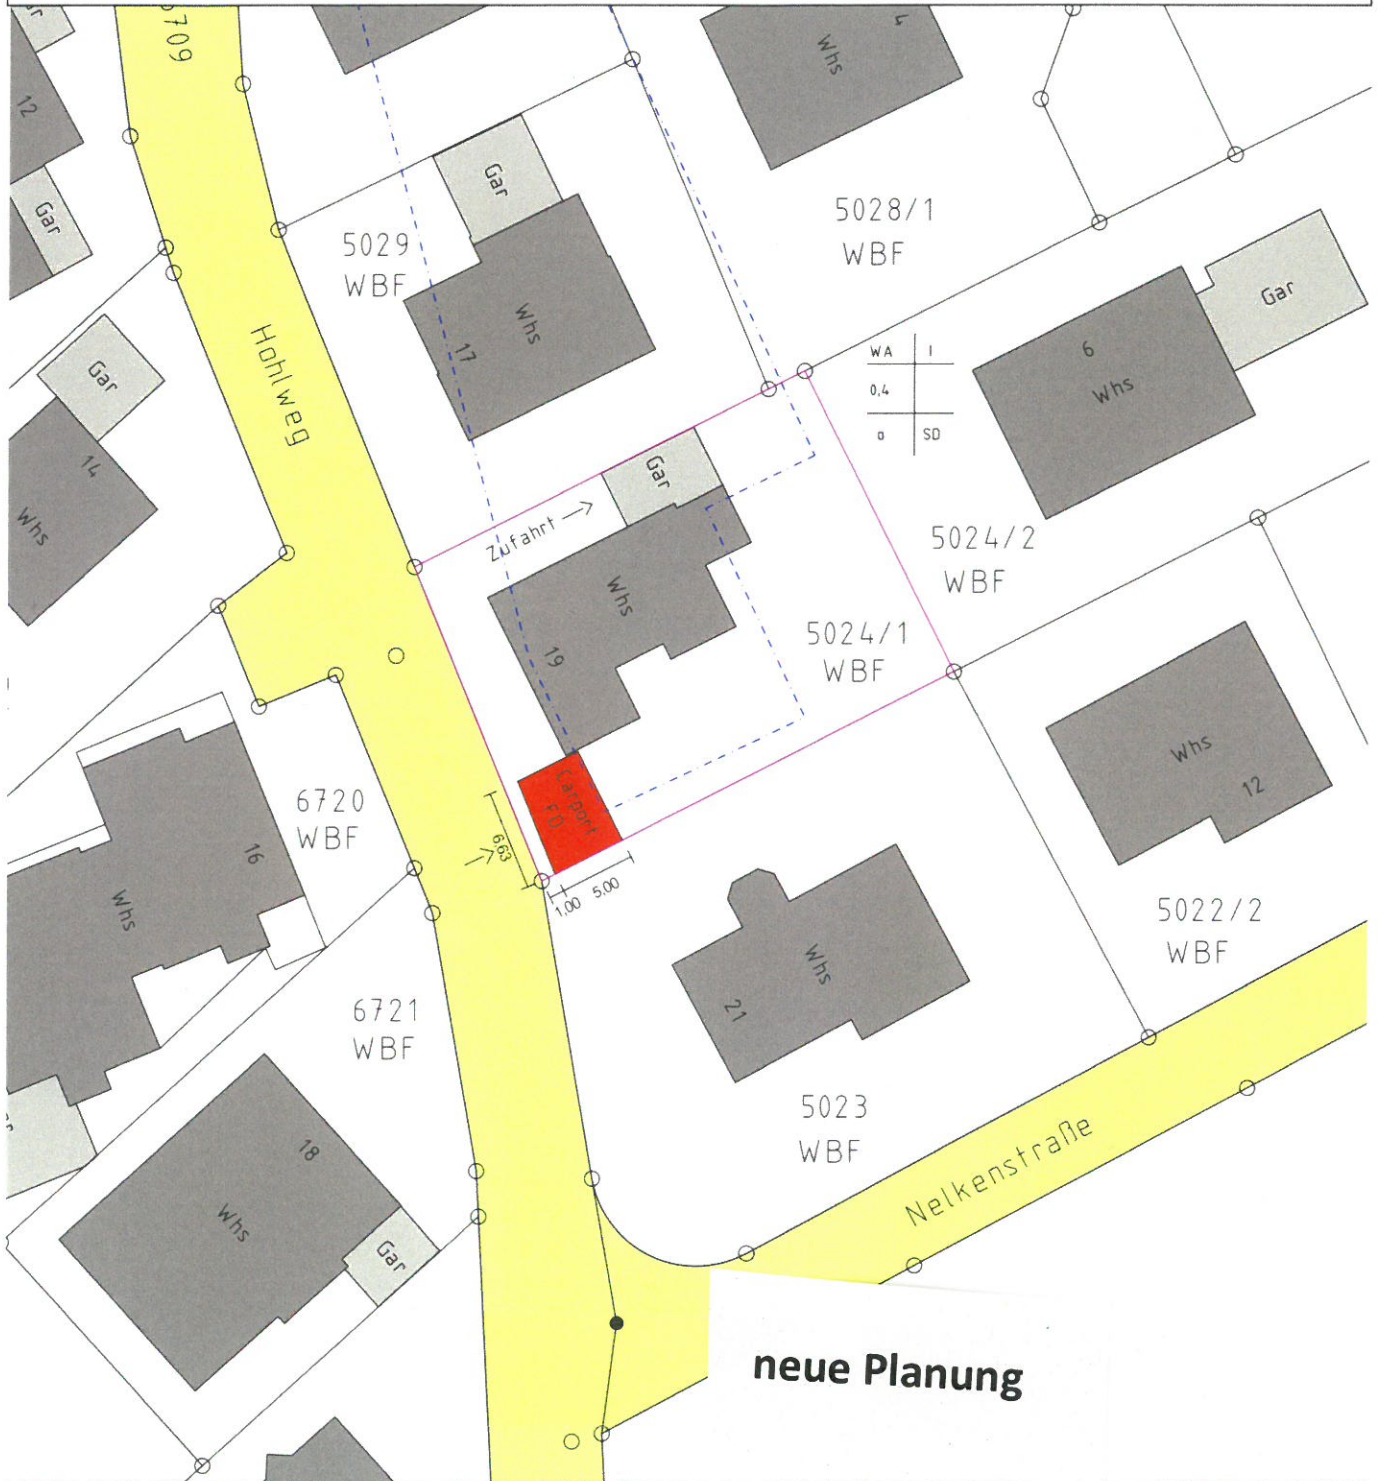 6709
4
Whs
12
Gar
Gar
5028/1
WBF
5029
WBF
Gar
Whs
17
Hohlweg
WA I
0,4
o SD
6
Whs
Gar
14
Whs
Gar
Zufahrt
Whs
19
5024/2
WBF
5024/1
WBF
Whs
12
6720
WBF
Carport
FD
6.63
1.00 5.00
16
Whs
5022/2
WBF
Whs
21
6721
WBF
5023
WBF
Nelkenstraße
18
Whs
Gar
neue Planung